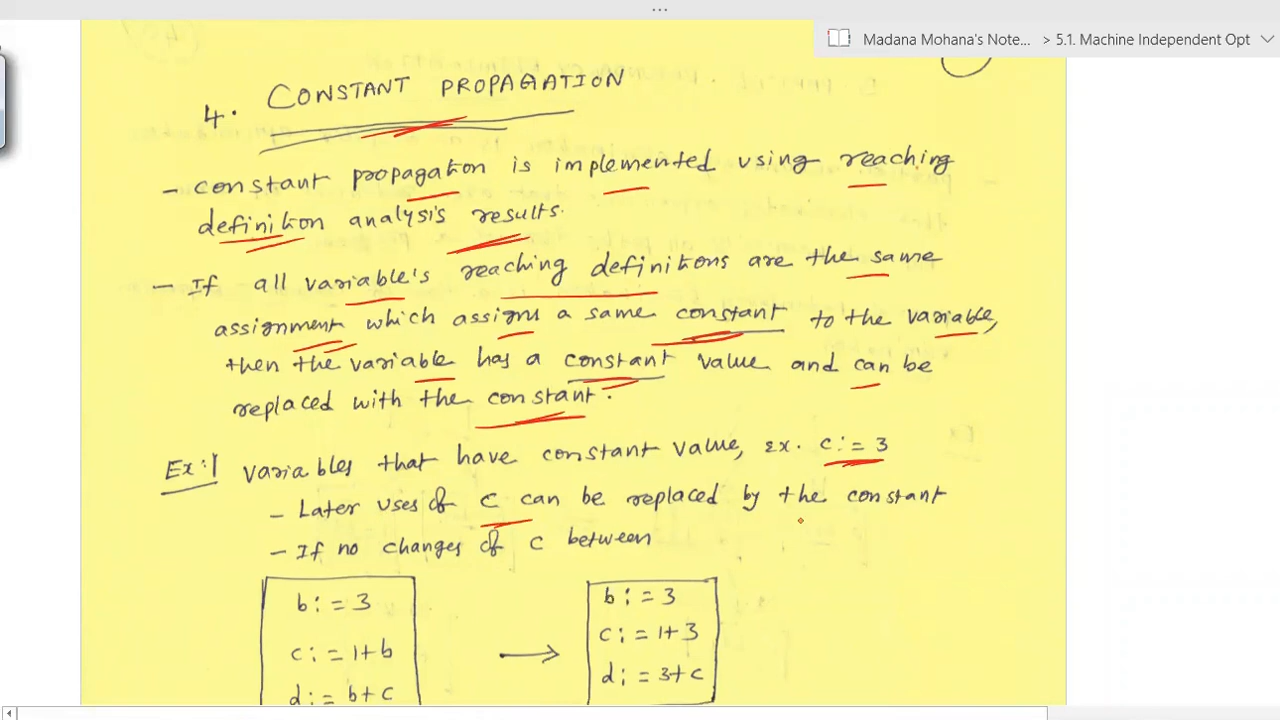 ...
Madana Mohana's Note... > 5.1. Machine Independent Opt
4. CONSTANT PROPAGATION
- constant propagation is implemented using reaching
definition analysis results.
- If all variable's reaching definitions are the same
assignment which assigns a same constant to the variable,
then the variable has a constant value and can be
replaced with the constant.
Ex:1 variables that have constant value, Ex. c := 3
- Later uses of c can be replaced by the constant
- If no changes of c between
b := 3
c := 1+b
d := b+c
b := 3
c := 1+3
d := 3+c